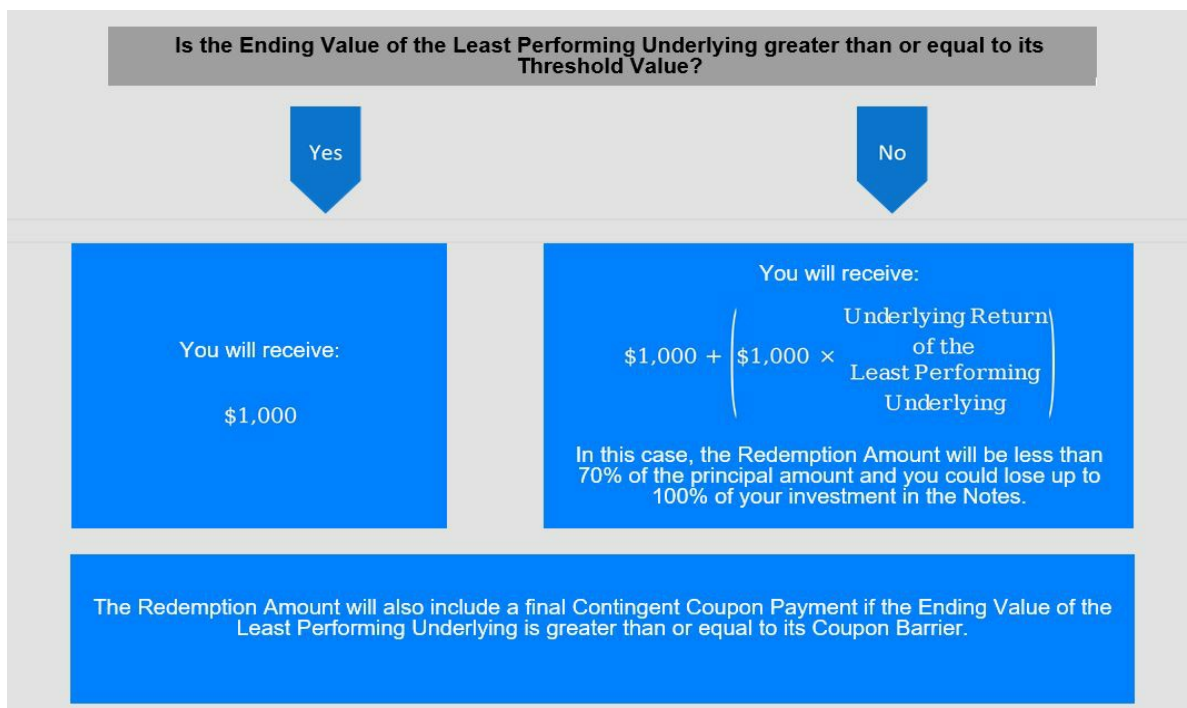 Is the Ending Value of the Least Performing Underlying greater than or equal to its
Threshold Value?
Yes
No
You will receive:
$1,000
You will receive:
$1,000 + ($1,000 × Underlying Return
of the
Least Performing
Underlying)
In this case, the Redemption Amount will be less than
70% of the principal amount and you could lose up to
100% of your investment in the Notes.
The Redemption Amount will also include a final Contingent Coupon Payment if the Ending Value of the
Least Performing Underlying is greater than or equal to its Coupon Barrier.